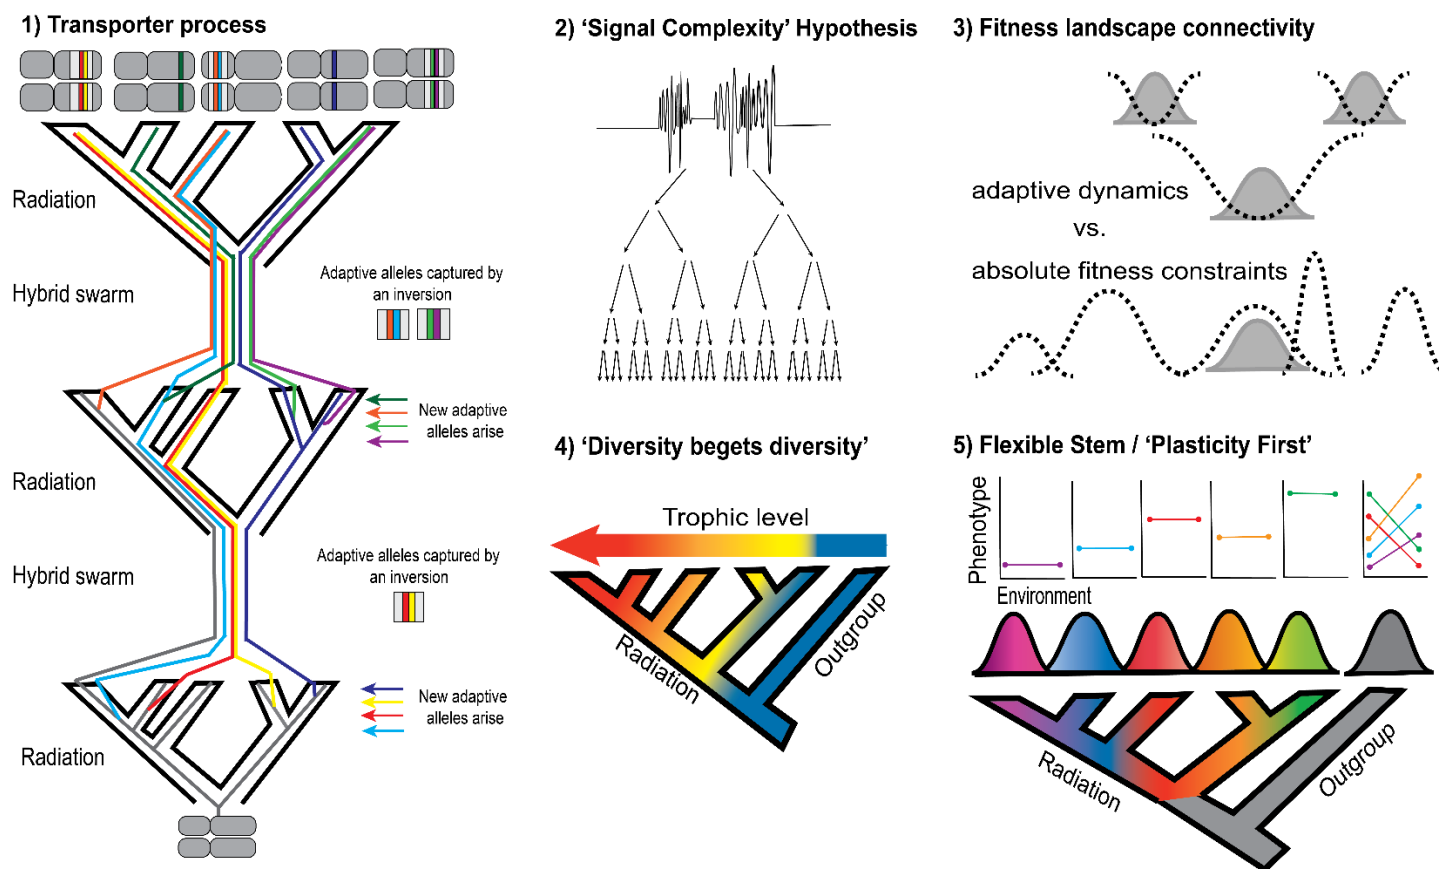 1) Transporter process
Radiation
Hybrid swarm
Adaptive alleles captured by
an inversion
New adaptive
alleles arise
Radiation
Hybrid swarm
Adaptive alleles captured by
an inversion
New adaptive
alleles arise
Radiation
2) ‘Signal Complexity’ Hypothesis
3) Fitness landscape connectivity
adaptive dynamics
vs.
absolute fitness constraints
4) ‘Diversity begets diversity’
Trophic level
Radiation
Outgroup
5) Flexible Stem / ‘Plasticity First’
Phenotype
Environment
Radiation
Outgroup